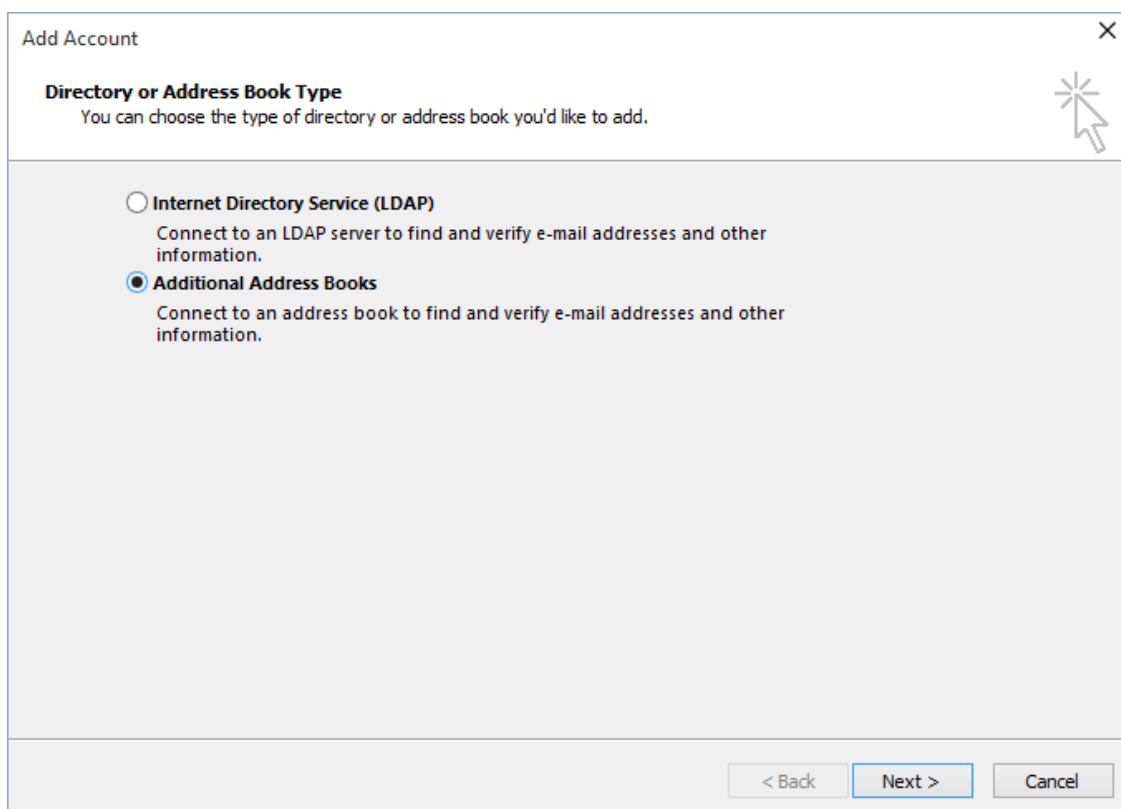 Add Account
Directory or Address Book Type
You can choose the type of directory or address book you'd like to add.
Internet Directory Service (LDAP)
Connect to an LDAP server to find and verify e-mail addresses and other
information.
Additional Address Books
Connect to an address book to find and verify e-mail addresses and other
information.
< Back
Next >
Cancel